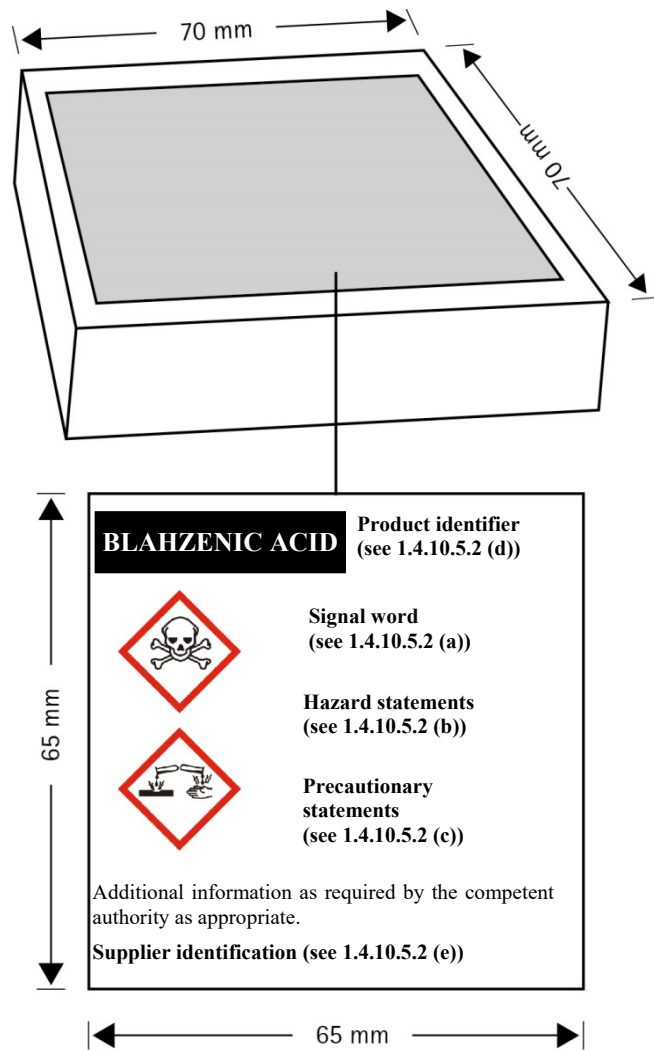 70 mm
70 mm
BLAHZENIC ACID
Product identifier
(see 1.4.10.5.2 (d))
Signal word
(see 1.4.10.5.2 (a))
Hazard statements
(see 1.4.10.5.2 (b))
Precautionary
statements
(see 1.4.10.5.2 (c))
65 mm
Additional information as required by the competent
authority as appropriate.
Supplier identification (see 1.4.10.5.2 (e))
65 mm